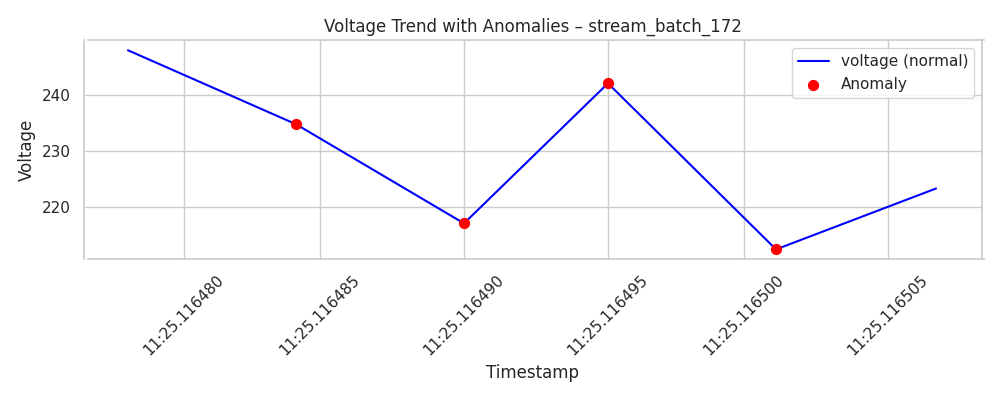 Voltage Trend with Anomalies – stream_batch_172
voltage (normal)
Anomaly
Voltage
240
230
220
11:25.116480
11:25.116485
11:25.116490
11:25.116495
11:25.116500
11:25.116505
Timestamp